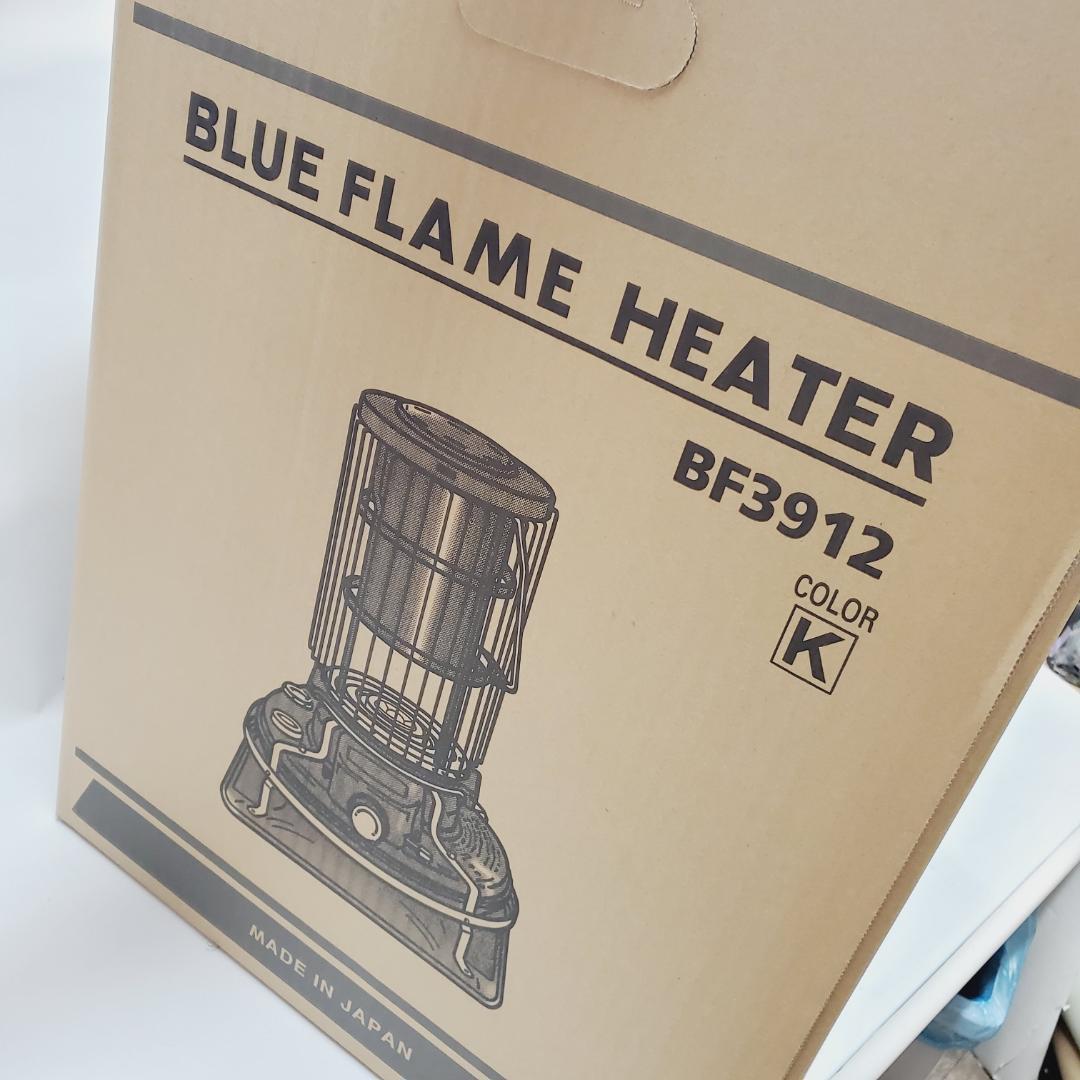 BLUE FLAME HEATER
BF3912
COLOR
K
MADE IN JAPAN